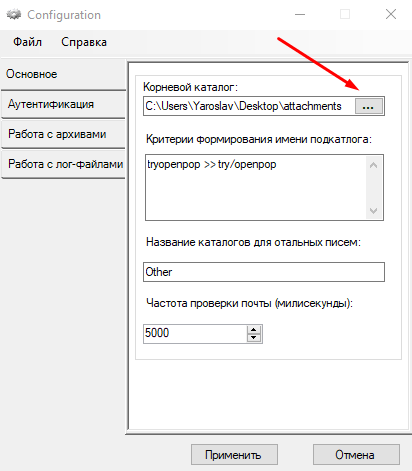 Configuration
Файл Справка
Основное
Аутентификация
Работа с архивами
Работа с лог-файлами
Корневой каталог:
C:\Users\Yaroslav\Desktop\attachments ...
Критерии формирования имени подкатлога:
tryopenpop >> try/openpop
Название каталогов для отальных писем:
Other
Частота проверки почты (милисекунды):
5000
Применить Отмена